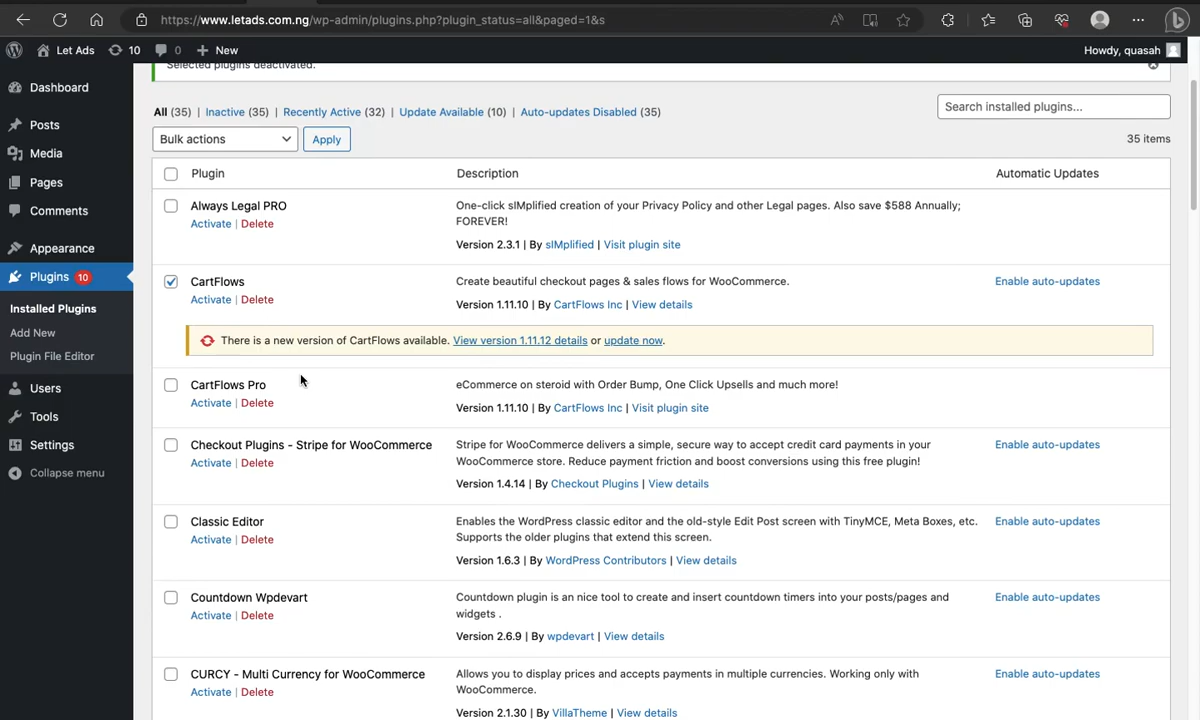 https://www.letads.com.ng/wp-admin/plugins.php?plugin_status=all&paged=1&s
Let Ads 10 0 New Howdy, quasah
Selected plugins deactivated.
Dashboard
Posts
Media
Pages
Comments
Appearance
Plugins 10
Installed Plugins
Add New
Plugin File Editor
Users
Tools
Settings
Collapse menu
All (35) | Inactive (35) | Recently Active (32) | Update Available (10) | Auto-updates Disabled (35)
Search installed plugins...
Bulk actions Apply
35 items
Plugin Description Automatic Updates
Always Legal PRO
Activate | Delete
One-click sIMplified creation of your Privacy Policy and other Legal pages. Also save $588 Annually;
FOREVER!
Version 2.3.1 | By sIMplified | Visit plugin site
CartFlows
Activate | Delete
Create beautiful checkout pages & sales flows for WooCommerce.
Version 1.11.10 | By CartFlows Inc | View details
Enable auto-updates
There is a new version of CartFlows available. View version 1.11.12 details or update now.
CartFlows Pro
Activate | Delete
eCommerce on steroid with Order Bump, One Click Upsells and much more!
Version 1.11.10 | By CartFlows Inc | Visit plugin site
Checkout Plugins - Stripe for WooCommerce
Activate | Delete
Stripe for WooCommerce delivers a simple, secure way to accept credit card payments in your
WooCommerce store. Reduce payment friction and boost conversions using this free plugin!
Version 1.4.14 | By Checkout Plugins | View details
Enable auto-updates
Classic Editor
Activate | Delete
Enables the WordPress classic editor and the old-style Edit Post screen with TinyMCE, Meta Boxes, etc.
Supports the older plugins that extend this screen.
Version 1.6.3 | By WordPress Contributors | View details
Enable auto-updates
Countdown Wpdevart
Activate | Delete
Countdown plugin is an nice tool to create and insert countdown timers into your posts/pages and
widgets .
Version 2.6.9 | By wpdevart | View details
Enable auto-updates
CURCY - Multi Currency for WooCommerce
Activate | Delete
Allows you to display prices and accepts payments in multiple currencies. Working only with
WooCommerce.
Version 2.1.30 | By VillaTheme | View details
Enable auto-updates